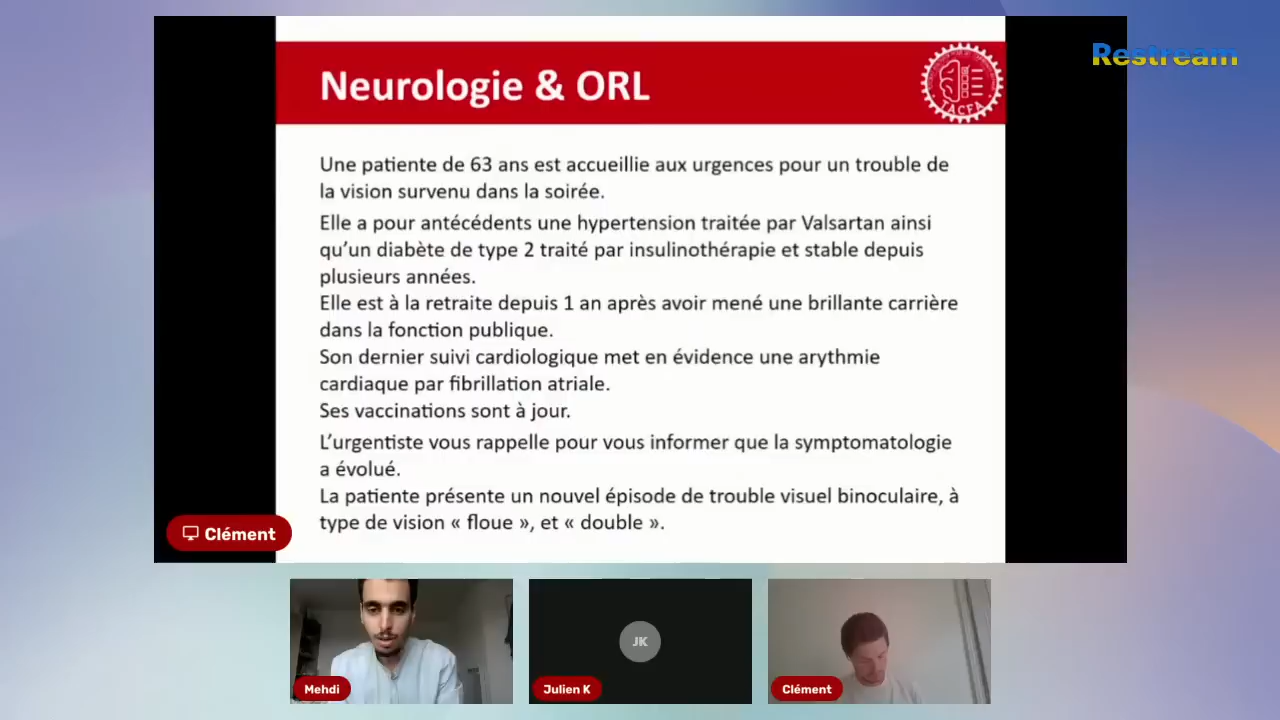 Restream
Neurologie & ORL
TACFA
Une patiente de 63 ans est accueillie aux urgences pour un trouble de
la vision survenu dans la soirée.
Elle a pour antécédents une hypertension traitée par Valsartan ainsi
qu’un diabète de type 2 traité par insulinothérapie et stable depuis
plusieurs années.
Elle est à la retraite depuis 1 an après avoir mené une brillante carrière
dans la fonction publique.
Son dernier suivi cardiologique met en évidence une arythmie
cardiaque par fibrillation atriale.
Ses vaccinations sont à jour.
L’urgentiste vous rappelle pour vous informer que la symptomatologie
a évolué.
La patiente présente un nouvel épisode de trouble visuel binoculaire, à
type de vision « floue », et « double ».
Clément
JK
Mehdi
Julien K
Clément